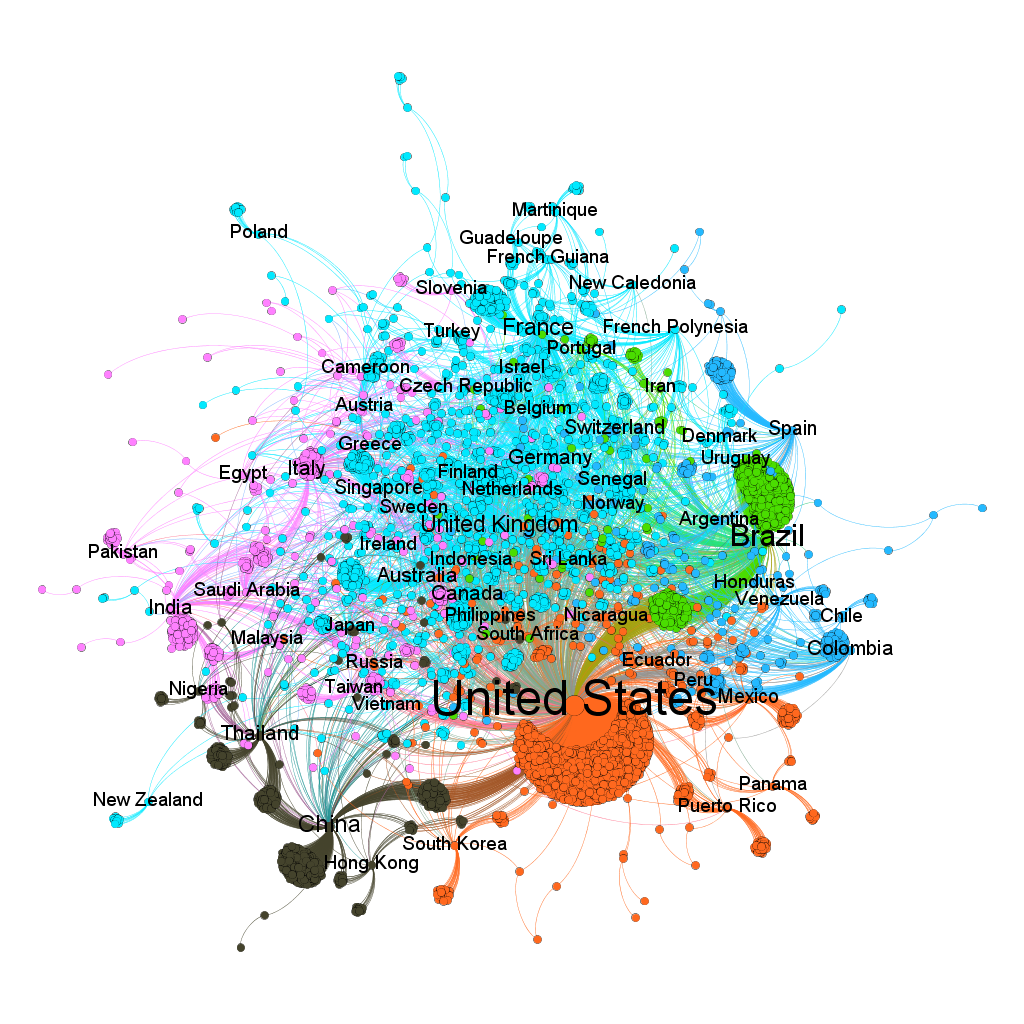 Martinique
Poland
Guadeloupe
French Guiana
Slovenia
New Caledonia
Turkey
France
French Polynesia
Portugal
Cameroon
Israel
Czech Republic
Iran
Austria
Belgium
Switzerland
Spain
Denmark
Greece
Germany
Uruguay
Egypt
Italy
Finland
Singapore
Netherlands
Senegal
Sweden
Norway
United Kingdom
Argentina
Brazil
Pakistan
Ireland
Indonesia
Sri Lanka
Australia
Saudi Arabia
Canada
Honduras
Venezuela
India
Philippines
Nicaragua
Chile
Japan
Malaysia
South Africa
Colombia
Russia
Ecuador
Nigeria
Taiwan
Peru
Vietnam
United States
Mexico
Thailand
New Zealand
Panama
Puerto Rico
China
South Korea
Hong Kong